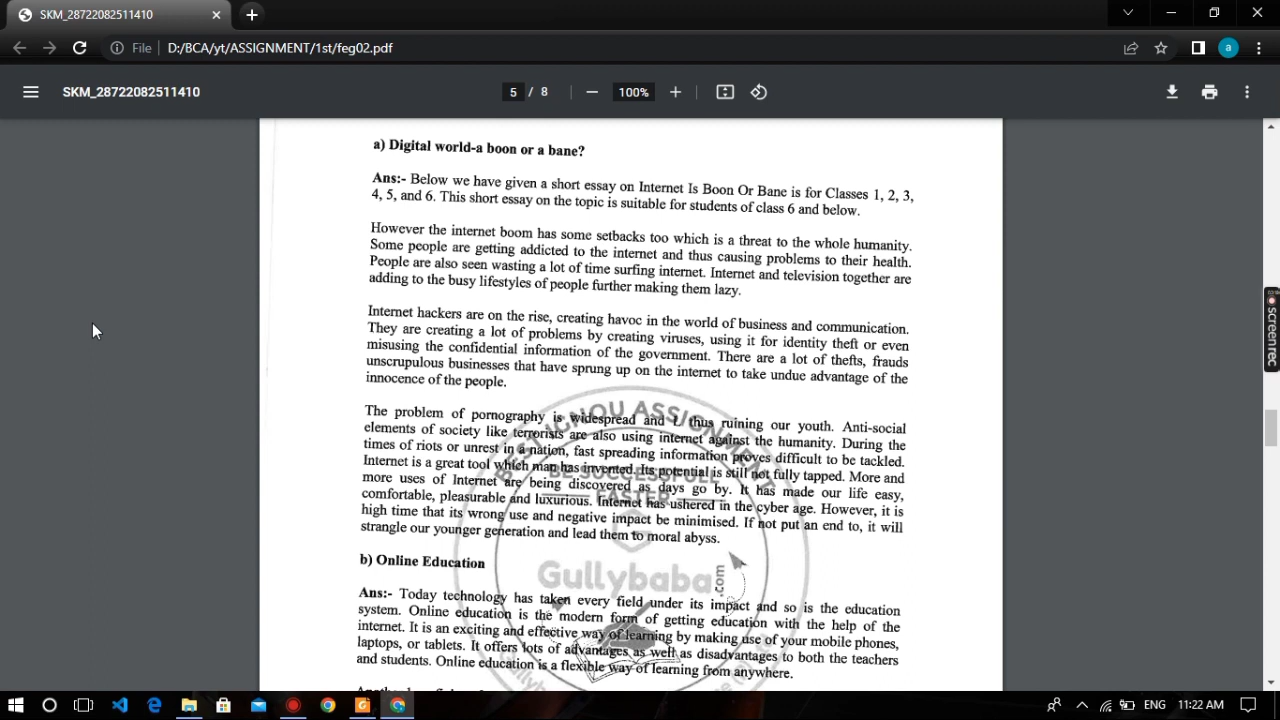 SKM_28722082511410
File D:/BCA/yt/ASSIGNMENT/1st/feg02.pdf
a
SKM_28722082511410
5 / 8
100%
a) Digital world-a boon or a bane?
Ans:- Below we have given a short essay on Internet Is Boon Or Bane is for Classes 1, 2, 3,
4, 5, and 6. This short essay on the topic is suitable for students of class 6 and below.
However the internet boom has some setbacks too which is a threat to the whole humanity.
Some people are getting addicted to the internet and thus causing problems to their health.
People are also seen wasting a lot of time surfing internet. Internet and television together are
adding to the busy lifestyles of people further making them lazy.
Internet hackers are on the rise, creating havoc in the world of business and communication.
They are creating a lot of problems by creating viruses, using it for identity theft or even
misusing the confidential information of the government. There are a lot of thefts, frauds
unscrupulous businesses that have sprung up on the internet to take undue advantage of the
innocence of the people.
The problem of pornography is widespread and thus ruining our youth. Anti-social
elements of society like terrorists are also using internet against the humanity. During the
times of riots or unrest in a nation, fast spreading information proves difficult to be tackled.
Internet is a great tool which man has invented. Its potential is still not fully tapped. More and
more uses of Internet are being discovered as days go by. It has made our life easy,
comfortable, pleasurable and luxurious. Internet has ushered in the cyber age. However, it is
high time that its wrong use and negative impact be minimised. If not put an end to, it will
strangle our younger generation and lead them to moral abyss.
BEST IGNOU ASSIGNMENT
BE SUCCESSFULL
FASTER
Gullybaba.com
b) Online Education
Ans:- Today technology has taken every field under its impact and so is the education
system. Online education is the modern form of getting education with the help of the
internet. It is an exciting and effective way of learning by making use of your mobile phones,
laptops, or tablets. It offers lots of advantages as well as disadvantages to both the teachers
and students. Online education is a flexible way of learning from anywhere.
screenrec
ENG 11:22 AM